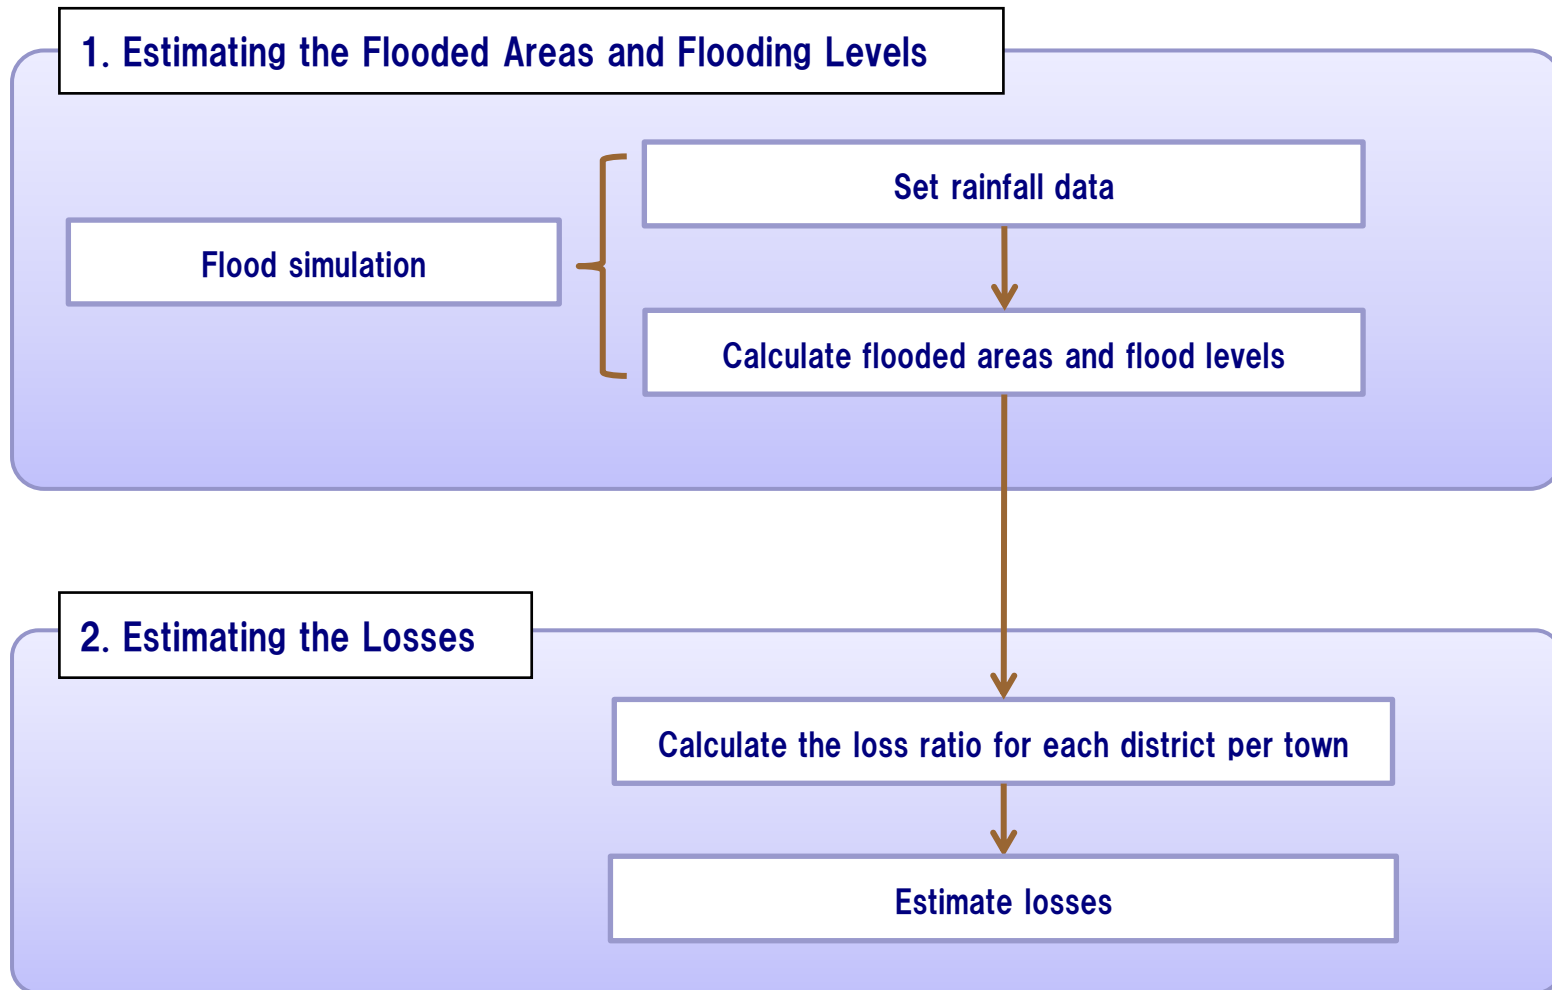 1. Estimating the Flooded Areas and Flooding Levels
Set rainfall data
Flood simulation
Calculate flooded areas and flood levels
2. Estimating the Losses
Calculate the loss ratio for each district per town
Estimate losses